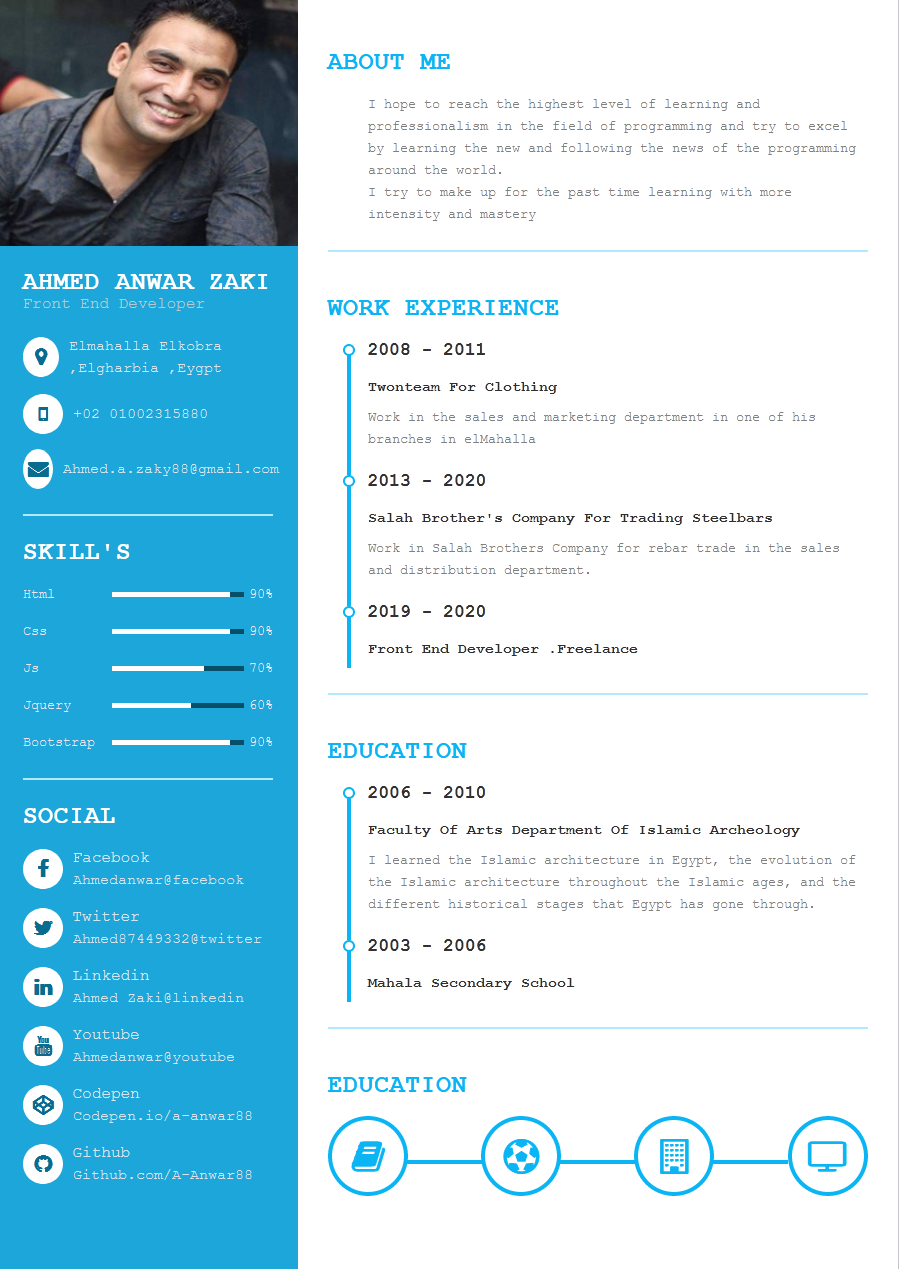 AHMED ANWAR ZAKI
Front End Developer
Elmahalla Elkobra
,Elgharbia ,Eygpt
+02 01002315880
Ahmed.a.zaky88@gmail.com
SKILL'S
Html 90%
Css 90%
Js 70%
Jquery 60%
Bootstrap 90%
SOCIAL
Facebook
Ahmedanwar@facebook
Twitter
Ahmed87449332@twitter
Linkedin
Ahmed Zaki@linkedin
You
Tube
Youtube
Ahmedanwar@youtube
Codepen
Codepen.io/a-anwar88
Github
Github.com/A-Anwar88
ABOUT ME
I hope to reach the highest level of learning and
professionalism in the field of programming and try to excel
by learning the new and following the news of the programming
around the world.
I try to make up for the past time learning with more
intensity and mastery
WORK EXPERIENCE
2008 - 2011
Twonteam For Clothing
Work in the sales and marketing department in one of his
branches in elMahalla
2013 - 2020
Salah Brother's Company For Trading Steelbars
Work in Salah Brothers Company for rebar trade in the sales
and distribution department.
2019 - 2020
Front End Developer .Freelance
EDUCATION
2006 - 2010
Faculty Of Arts Department Of Islamic Archeology
I learned the Islamic architecture in Egypt, the evolution of
the Islamic architecture throughout the Islamic ages, and the
different historical stages that Egypt has gone through.
2003 - 2006
Mahala Secondary School
EDUCATION